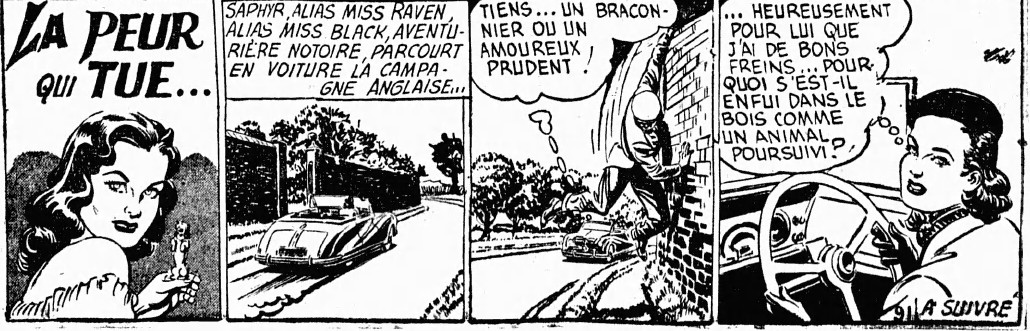 LA PEUR
QUI TUE...
SAPHYR, ALIAS MISS RAVEN,
ALIAS MISS BLACK, AVENTU-
RIÈRE NOTOIRE, PARCOURT
EN VOITURE LA CAMPA-
GNE ANGLAISE...
TIENS... UN BRACON-
NIER OU UN
AMOUREUX
PRUDENT!
... HEUREUSEMENT
POUR LUI QUE
J'AI DE BONS
FREINS... POUR-
QUOI S'EST-IL
ENFUI DANS LE
BOIS COMME
UN ANIMAL
POURSUIVI?
91
A SUIVRE